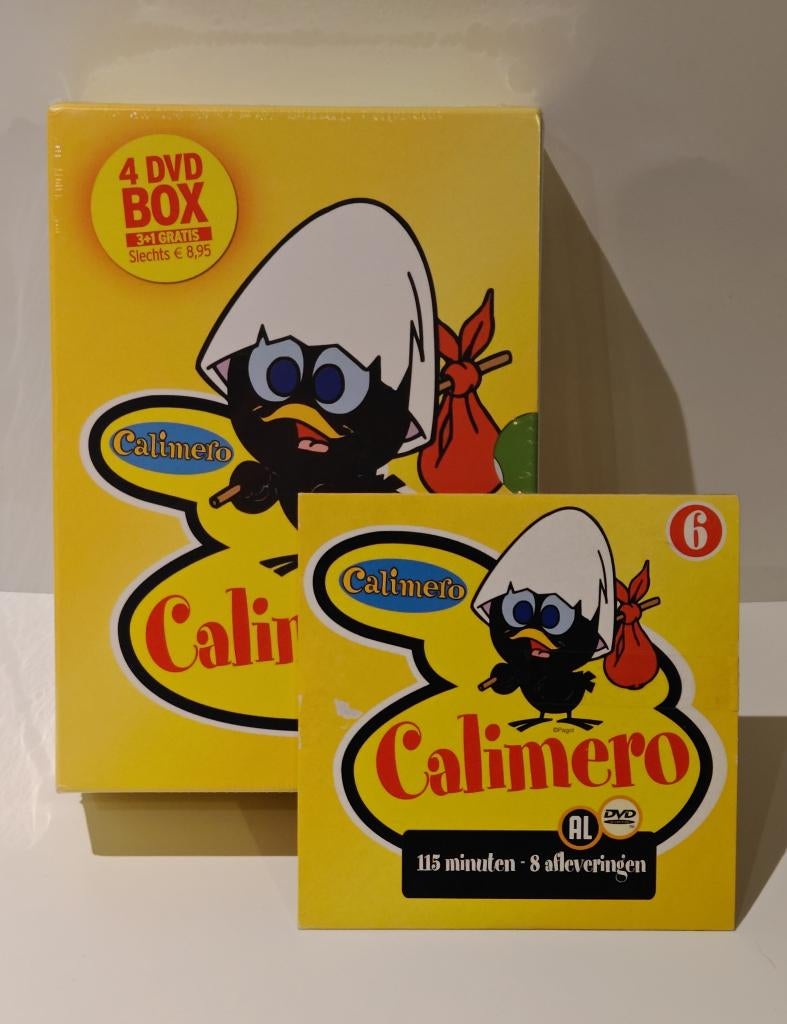 4 DVD
BOX
3+1 GRATIS
Slechts € 8,95
Calimero
Calim
6
Calimero
©Pagot
Calimero
AL
DVD
115 minuten - 8 afleveringen